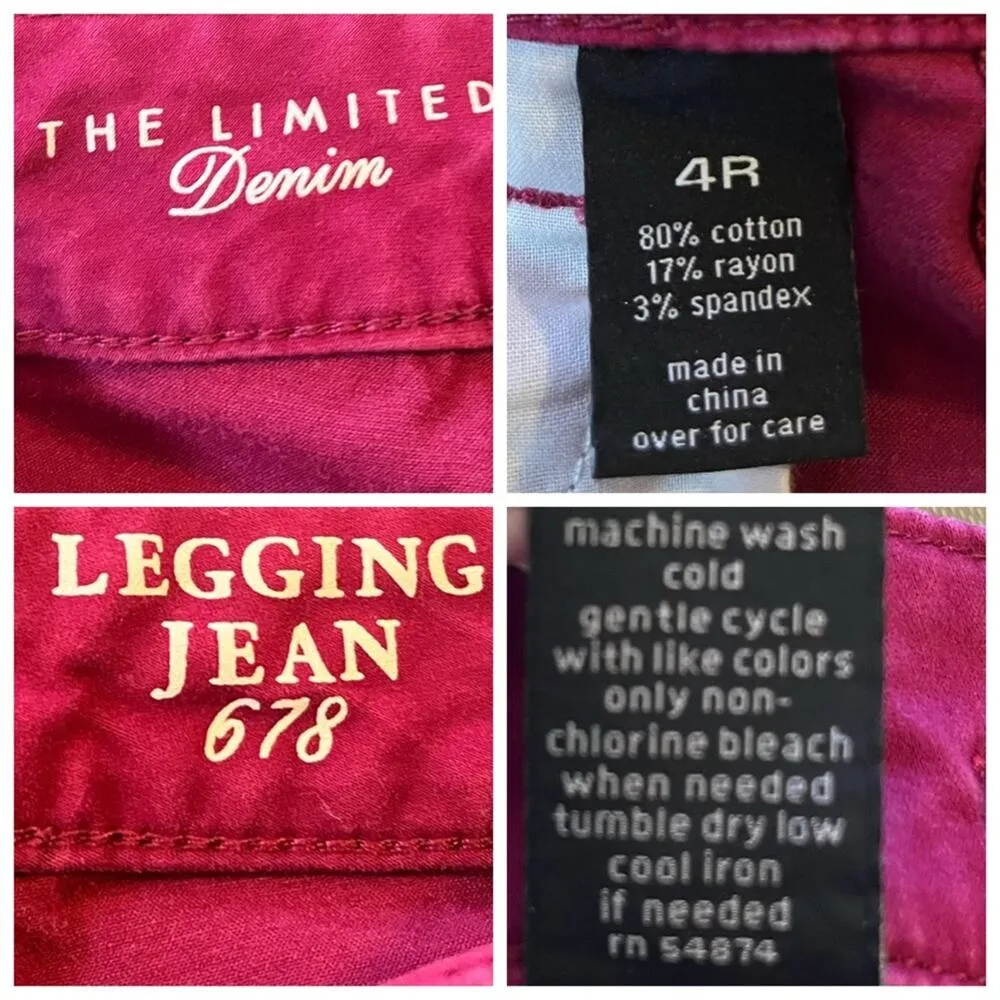 THE LIMITED
Denim
4R
80% cotton
17% rayon
3% spandex
made in
china
over for care
LEGGING
JEAN
678
machine wash
cold
gentle cycle
with like colors
only non-
chlorine bleach
when needed
tumble dry low
cool iron
if needed
rn 54874